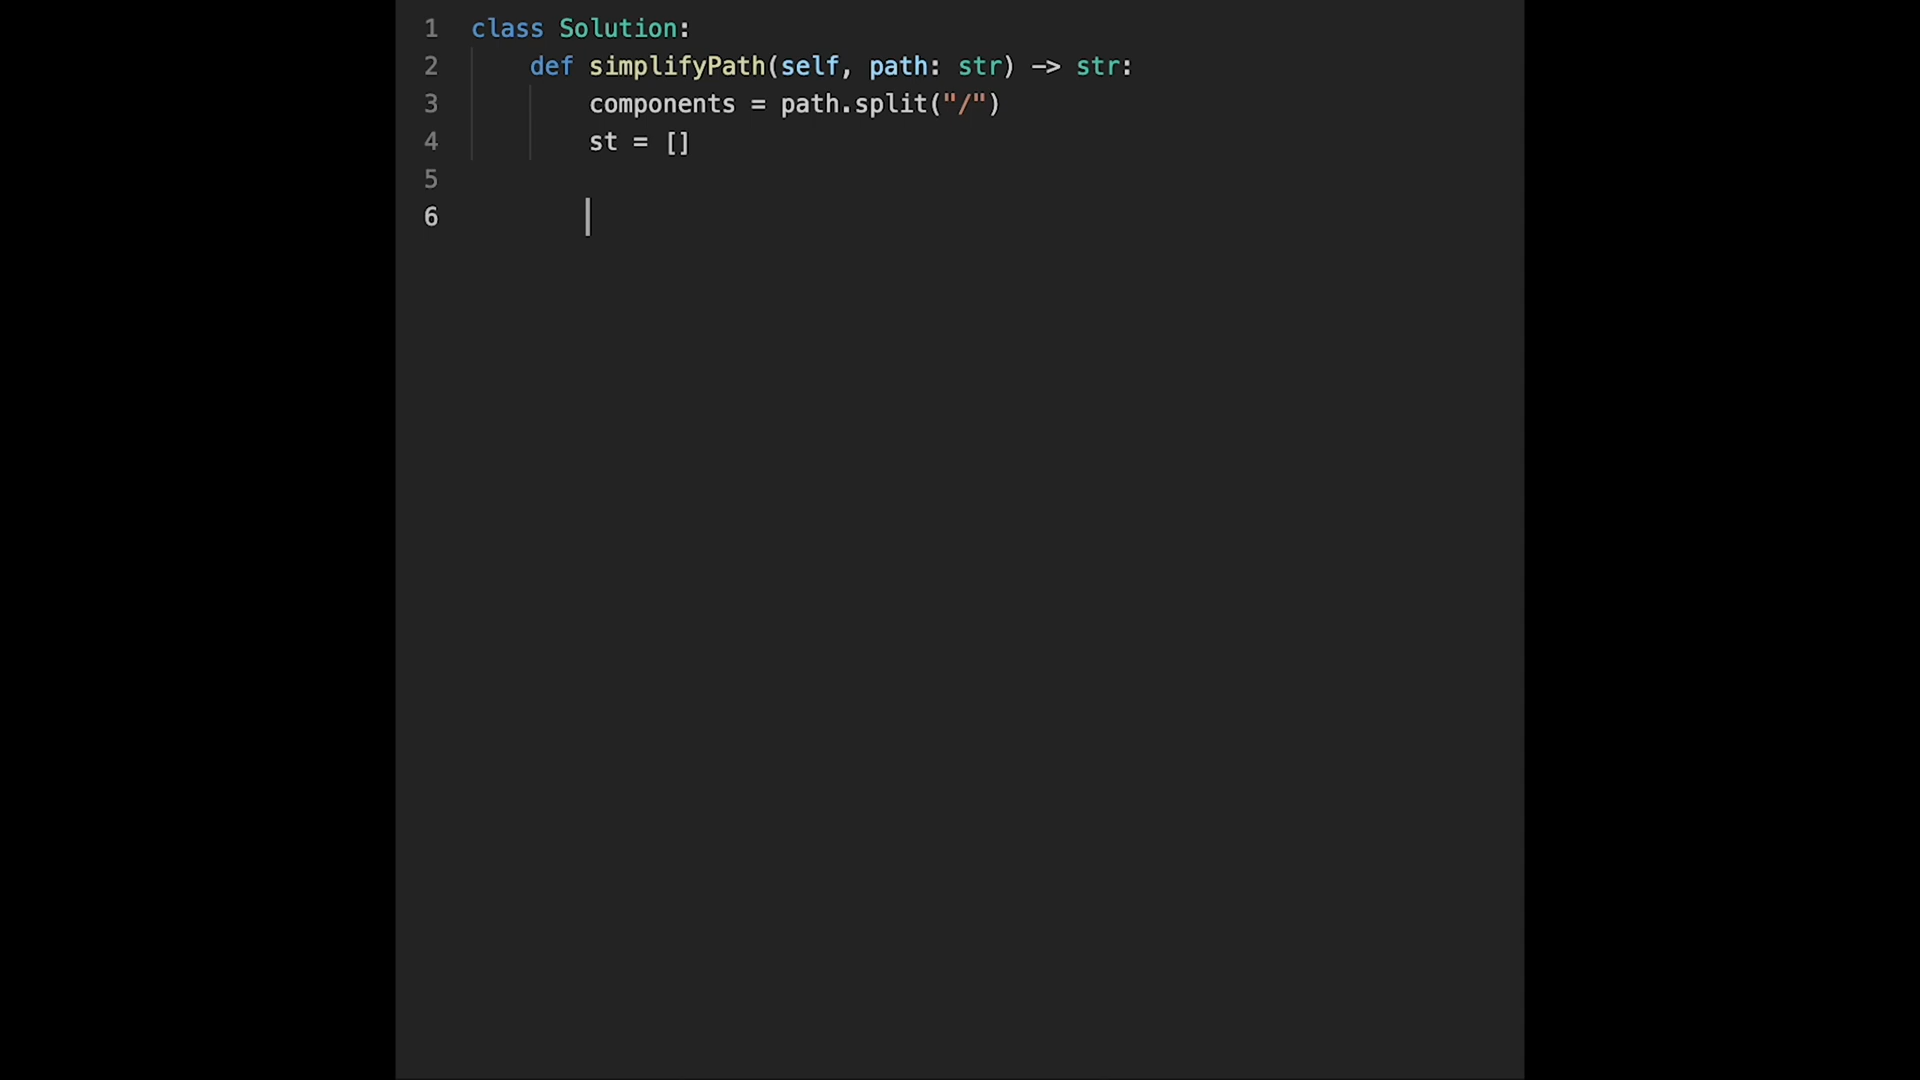 1 class Solution:
2     def simplifyPath(self, path: str) -> str:
3         components = path.split("/")
4         st = []
5
6